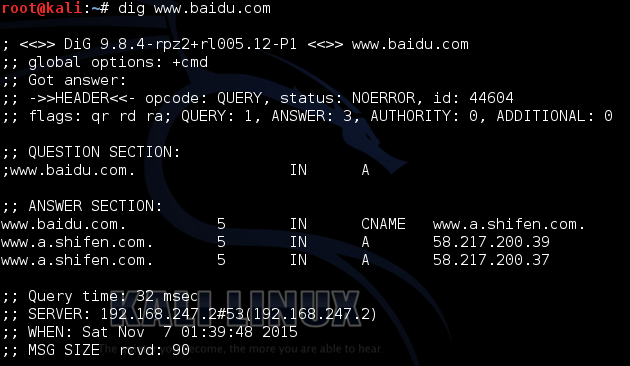 root@kali:~# dig www.baidu.com
; <<>> DiG 9.8.4-rpz2+rl005.12-P1 <<>> www.baidu.com
;; global options: +cmd
;; Got answer:
;; ->>HEADER<<- opcode: QUERY, status: NOERROR, id: 44604
;; flags: qr rd ra; QUERY: 1, ANSWER: 3, AUTHORITY: 0, ADDITIONAL: 0
;; QUESTION SECTION:
;www.baidu.com. IN A
;; ANSWER SECTION:
www.baidu.com. 5 IN CNAME www.a.shifen.com.
www.a.shifen.com. 5 IN A 58.217.200.39
www.a.shifen.com. 5 IN A 58.217.200.37
;; Query time: 32 msec
;; SERVER: 192.168.247.2#53(192.168.247.2)
KALI LINUX
;; WHEN: Sat Nov 7 01:39:48 2015
;; MSG SIZE rcvd: 90
become, the more you are able to hear